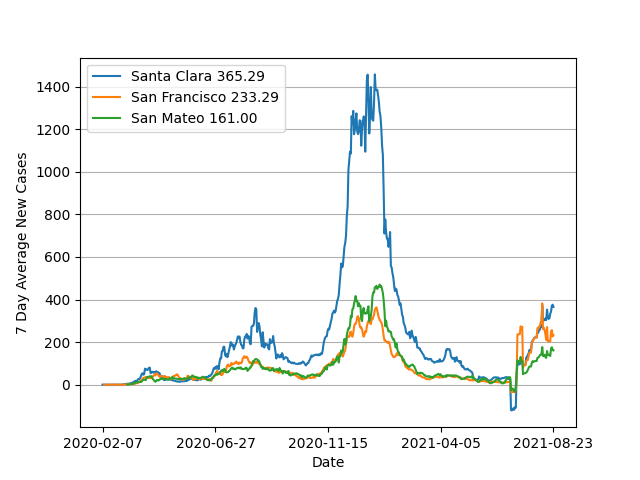 Santa Clara 365.29
San Francisco 233.29
San Mateo 161.00
1400
1200
1000
800
600
400
200
0
7 Day Average New Cases
2020-02-07
2020-06-27
2020-11-15
2021-04-05
2021-08-23
Date